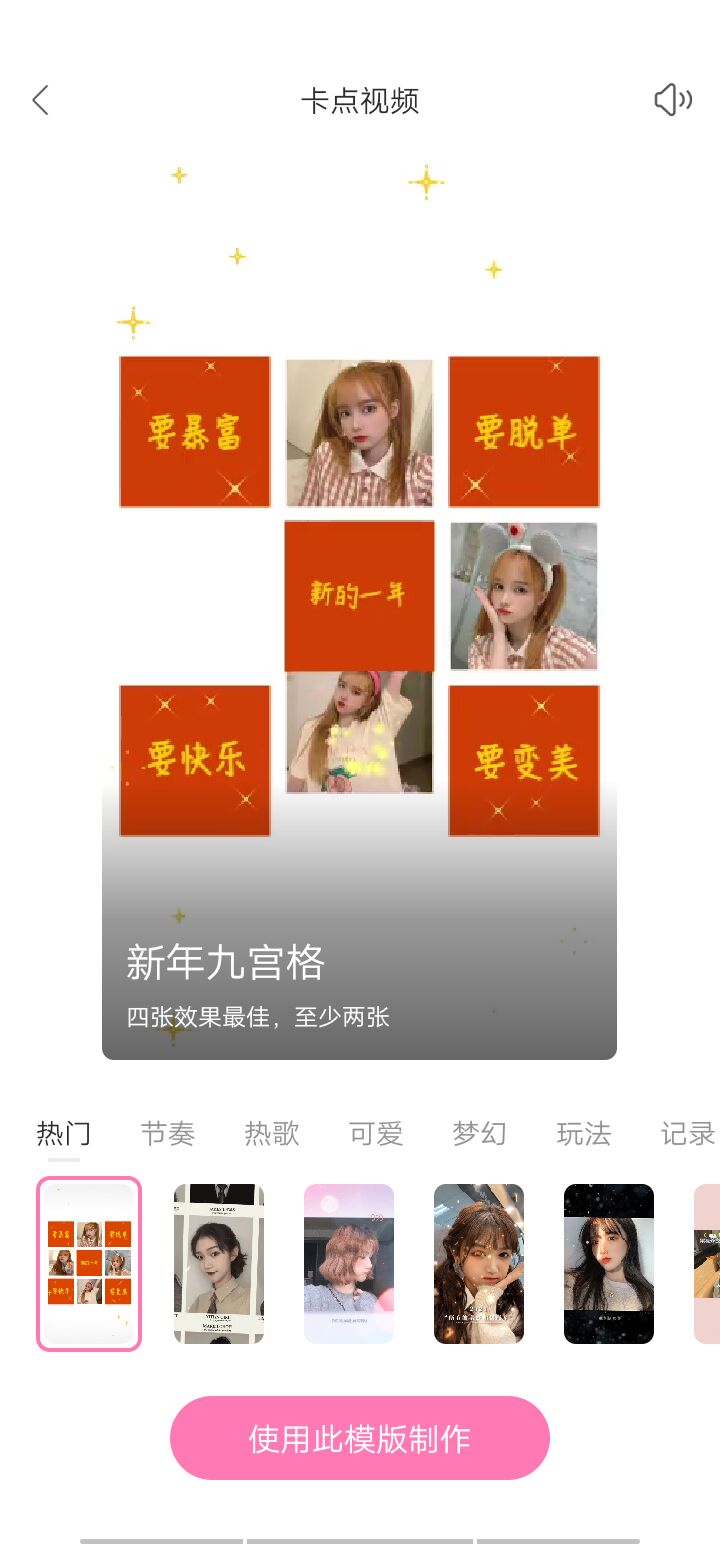 卡点视频
要暴富
要脱单
新的一年
要快乐
要变美
新年九宫格
四张效果最佳，至少两张
热门 节奏 热歌 可爱 梦幻 玩法 记录
使用此模版制作